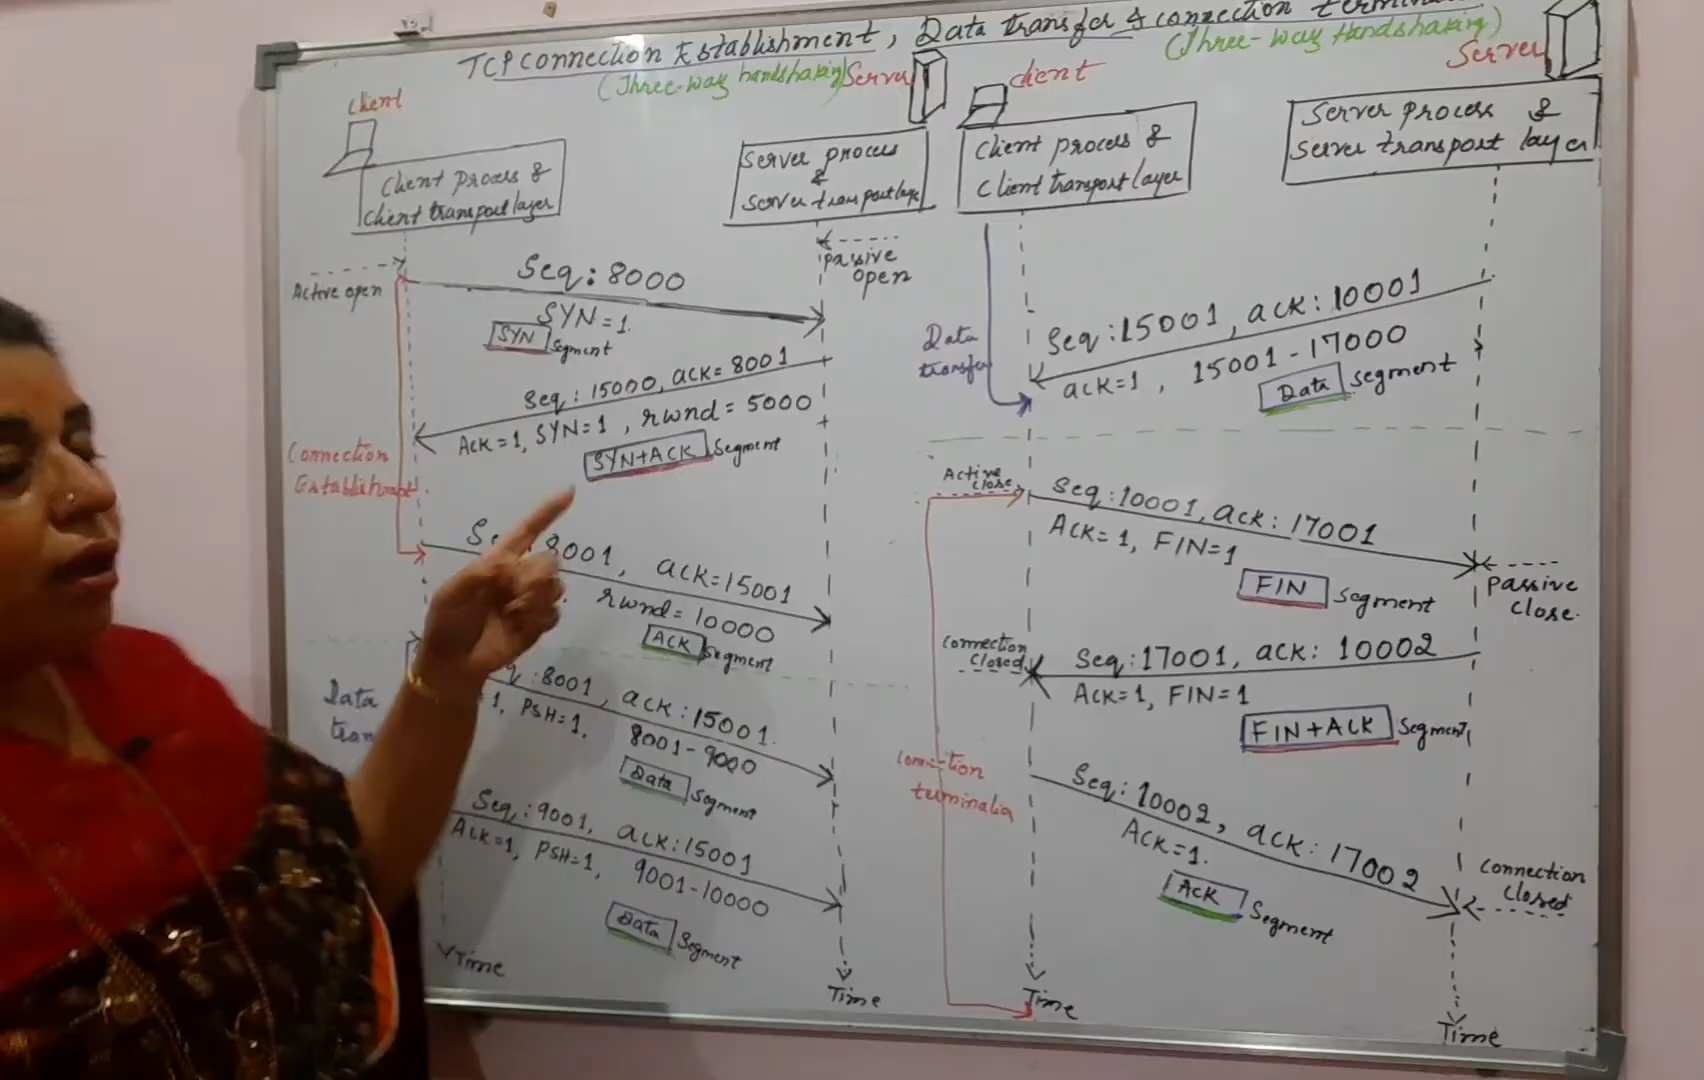 TCP Connection Establishment, Data transfer & connection
(Three-way handshaking)
(Three-way Handshaking)
Client
Server
Client process &
Client transport layer
Server process
&
Server transport
Passive
open
Active open
Seq: 8000
SYN=1.
SYN
Segment
Seq: 15000, ack= 8001
Ack=1, SYN=1, rwnd= 5000
SYN+ACK Segment
Connection
8001, ack=15001
rwnd= 10000
ACK Segment
Data
:8001, ack:15001.
1, PSH=1. 8001-9000
Data Segment
Seq:9001, ack:15001
Ack=1, PSH=1, 9001-10000
Data Segment
Time
Time
Client
Server
Client process &
Client transport layer
Server process &
Server transport layer
Data
transfer
Seq:15001, ack:10001
ack=1, 15001-17000
Data Segment
Active
close
Seq:10001, ack:17001
Ack=1, FIN=1
FIN Segment
Passive
close.
connection
closed
Seq:17001, ack: 10002
Ack=1, FIN=1
FIN+ACK Segment
Seq:10002, ack:17002
Ack=1.
ACK Segment
connection
closed
Time
Time